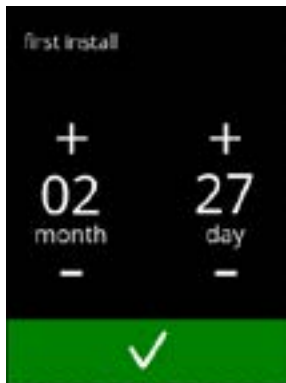 first install
+ +
02 27
month day
- -